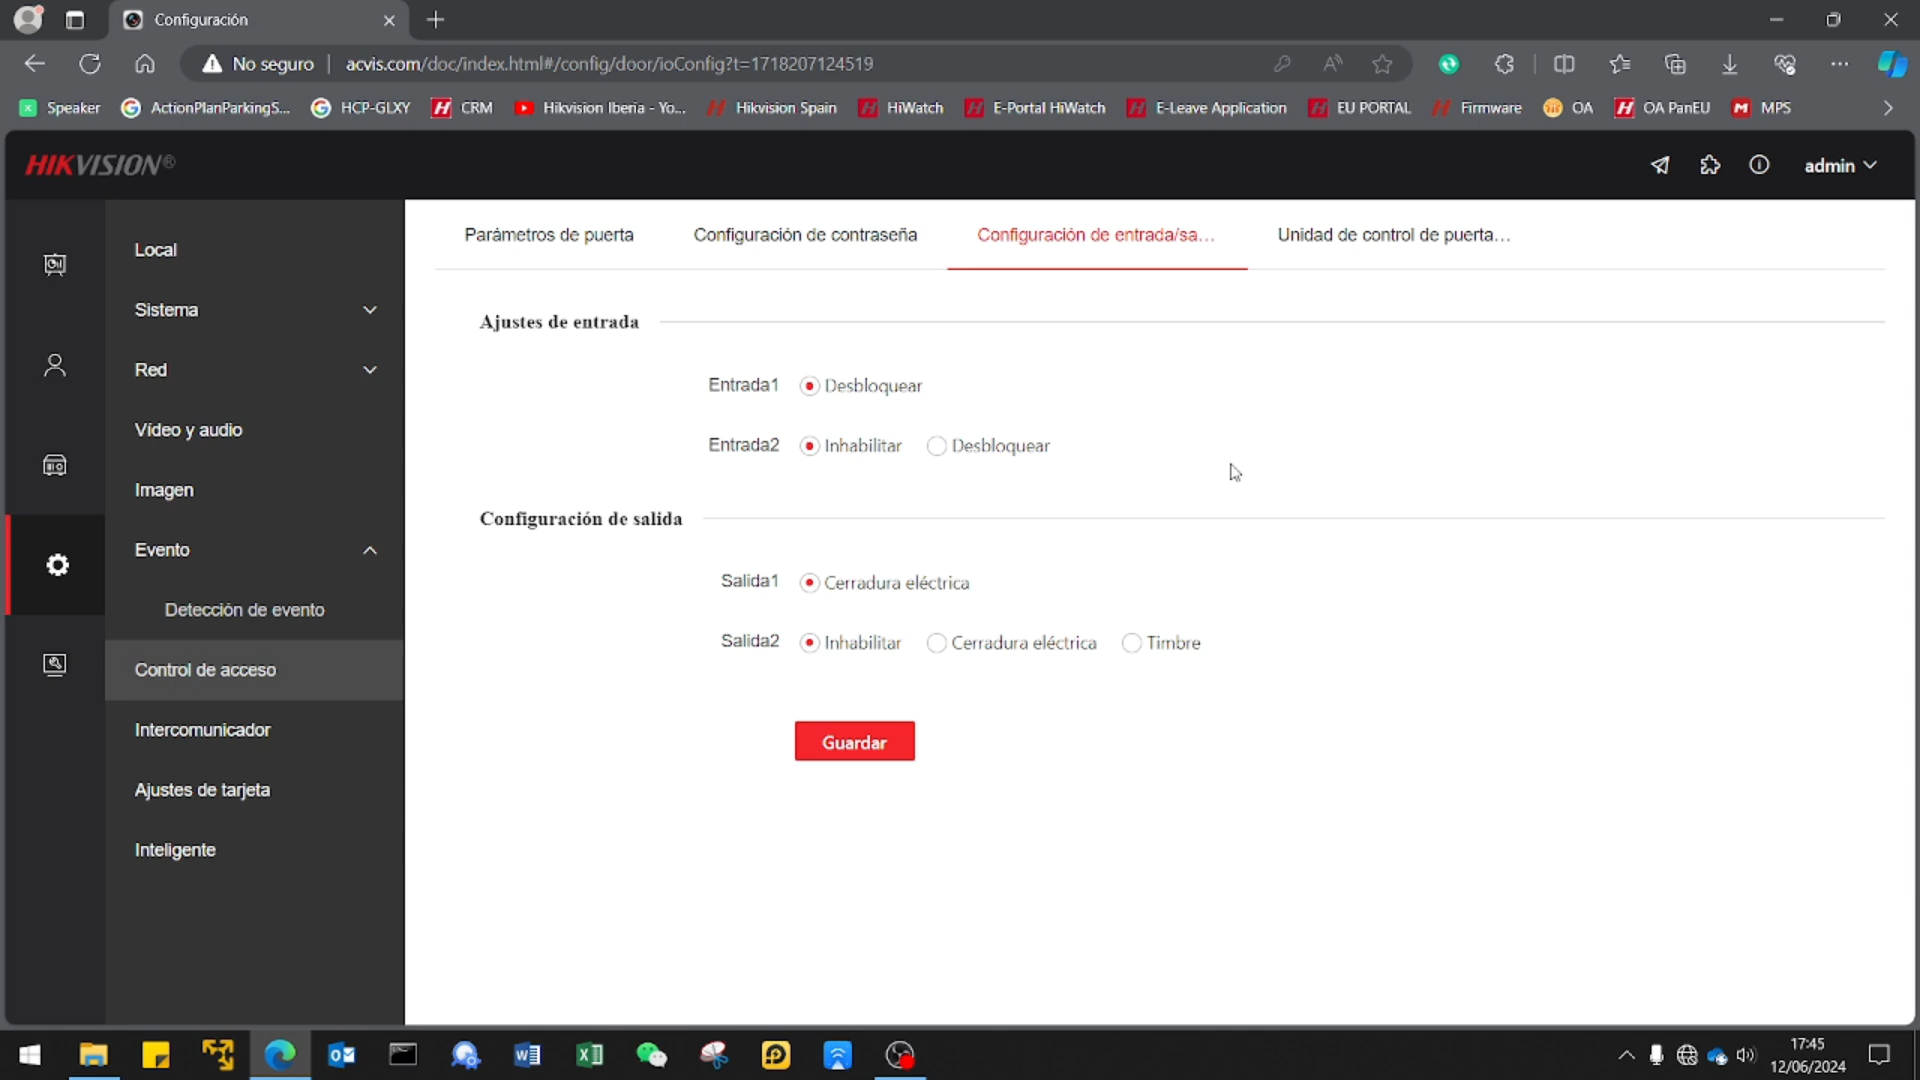 Configuración
No seguro
acvis.com/doc/index.html#/config/door/ioConfig?t=1718207124519
Speaker
ActionPlanParkingS...
HCP-GLXY
CRM
Hikvision Iberia - Yo...
Hikvision Spain
HiWatch
E-Portal HiWatch
E-Leave Application
EU PORTAL
Firmware
OA
OA PanEU
MPS
HIKVISION®
admin
Local
Sistema
Red
Vídeo y audio
Imagen
Evento
Detección de evento
Control de acceso
Intercomunicador
Ajustes de tarjeta
Inteligente
Parámetros de puerta
Configuración de contraseña
Configuración de entrada/sa...
Unidad de control de puerta...
Ajustes de entrada
Entrada1 Desbloquear
Entrada2 Inhabilitar Desbloquear
Configuración de salida
Salida1 Cerradura eléctrica
Salida2 Inhabilitar Cerradura eléctrica Timbre
Guardar
17:45
12/06/2024